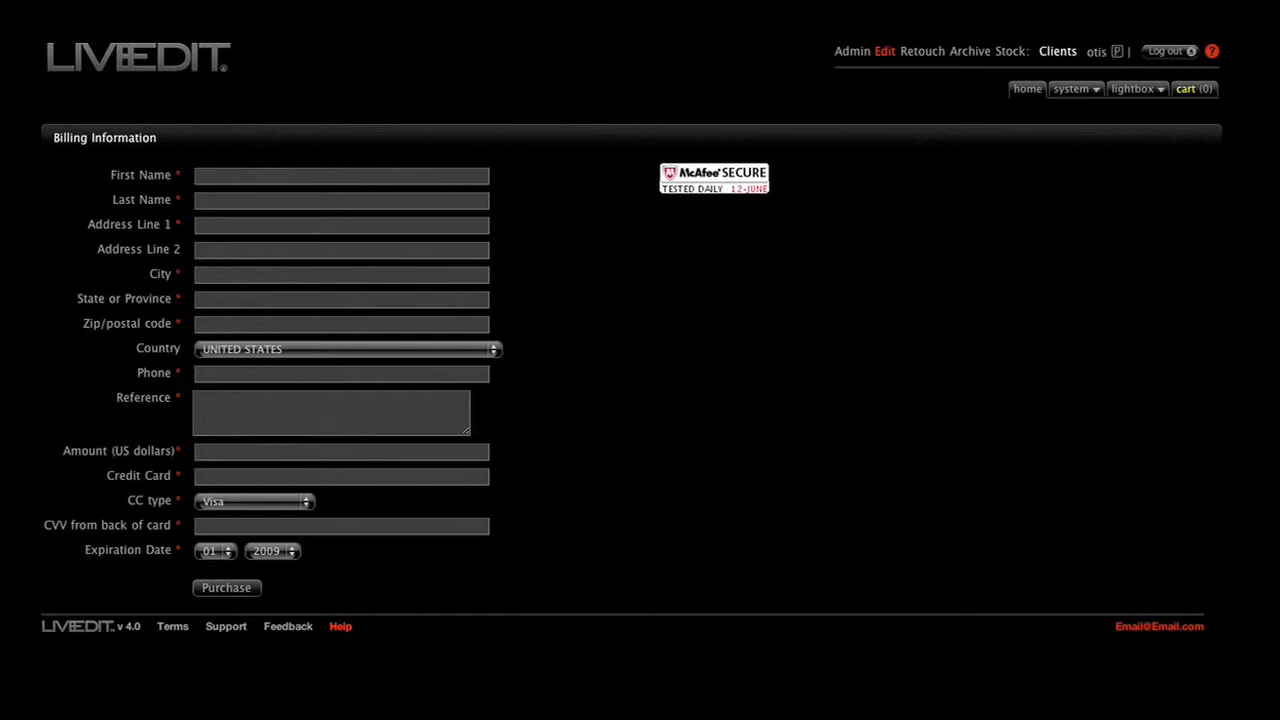 LIVEEDIT.
Admin Edit Retouch Archive Stock: Clients otis P | Log out ?
home system lightbox cart (0)
Billing Information
First Name *
McAfee SECURE
TESTED DAILY 12-JUNE
Last Name *
Address Line 1 *
Address Line 2
City *
State or Province *
Zip/postal code *
Country UNITED STATES
Phone *
Reference *
Amount (US dollars)*
Credit Card *
CC type * Visa
CVV from back of card *
Expiration Date * 01 2009
Purchase
LIVEEDIT. v 4.0 Terms Support Feedback Help Email@Email.com